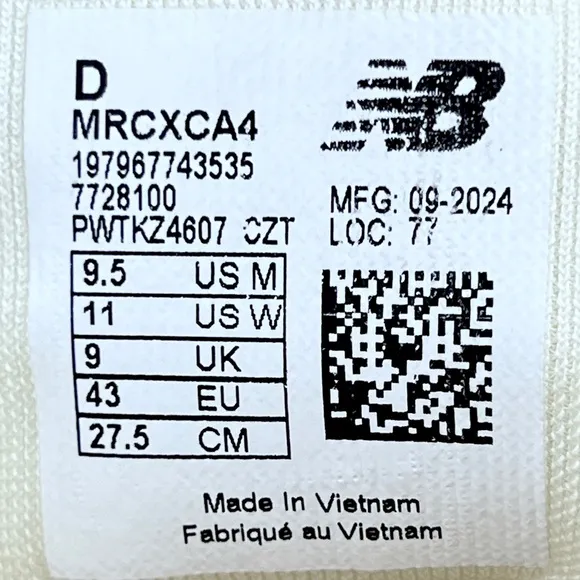 D
NB
MRCXCA4
197967743535
7728100
PWTKZ4607 CZT
MFG: 09-2024
LOC: 77
9.5 US M
11 US W
9 UK
43 EU
27.5 CM
Made In Vietnam
Fabriqué au Vietnam